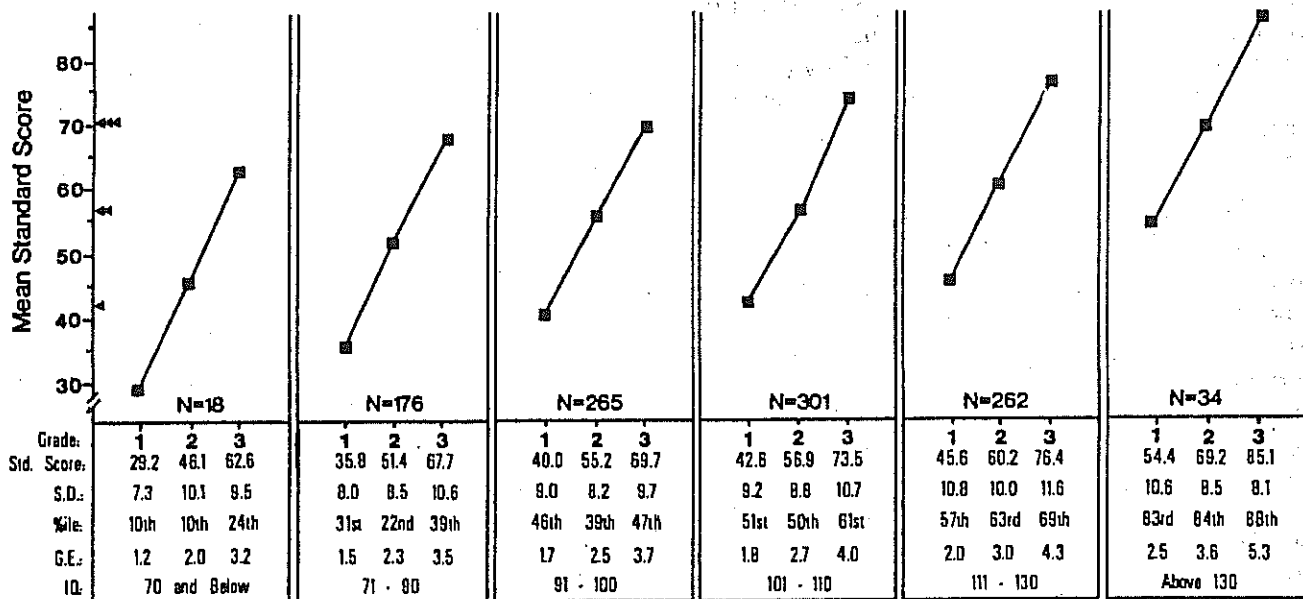 Mean Standard Score
80
70
60
50
40
30
N=18 N=176 N=265 N=301 N=262 N=34
Grade: 1 2 3 1 2 3 1 2 3 1 2 3 1 2 3 1 2 3
Std. Score: 29.2 46.1 62.6 35.8 51.4 67.7 40.0 55.2 69.7 42.8 56.9 73.5 45.6 60.2 76.4 54.4 69.2 85.1
S.D.: 7.3 10.1 9.5 8.0 8.5 10.6 9.0 8.2 9.7 9.2 8.8 10.7 10.8 10.0 11.6 10.6 8.5 8.1
%ile: 10th 10th 24th 31st 22nd 39th 46th 39th 47th 51st 50th 61st 57th 63rd 69th 83rd 84th 88th
G.E.: 1.2 2.0 3.2 1.5 2.3 3.5 1.7 2.5 3.7 1.8 2.7 4.0 2.0 3.0 4.3 2.5 3.6 5.3
IQ: 70 and Below 71 - 90 91 - 100 101 - 110 111 - 130 Above 130